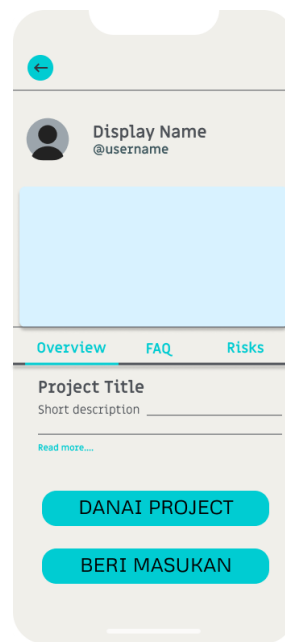 Display Name
@username
Overview FAQ Risks
Project Title
Short description
Read more....
DANAI PROJECT
BERI MASUKAN